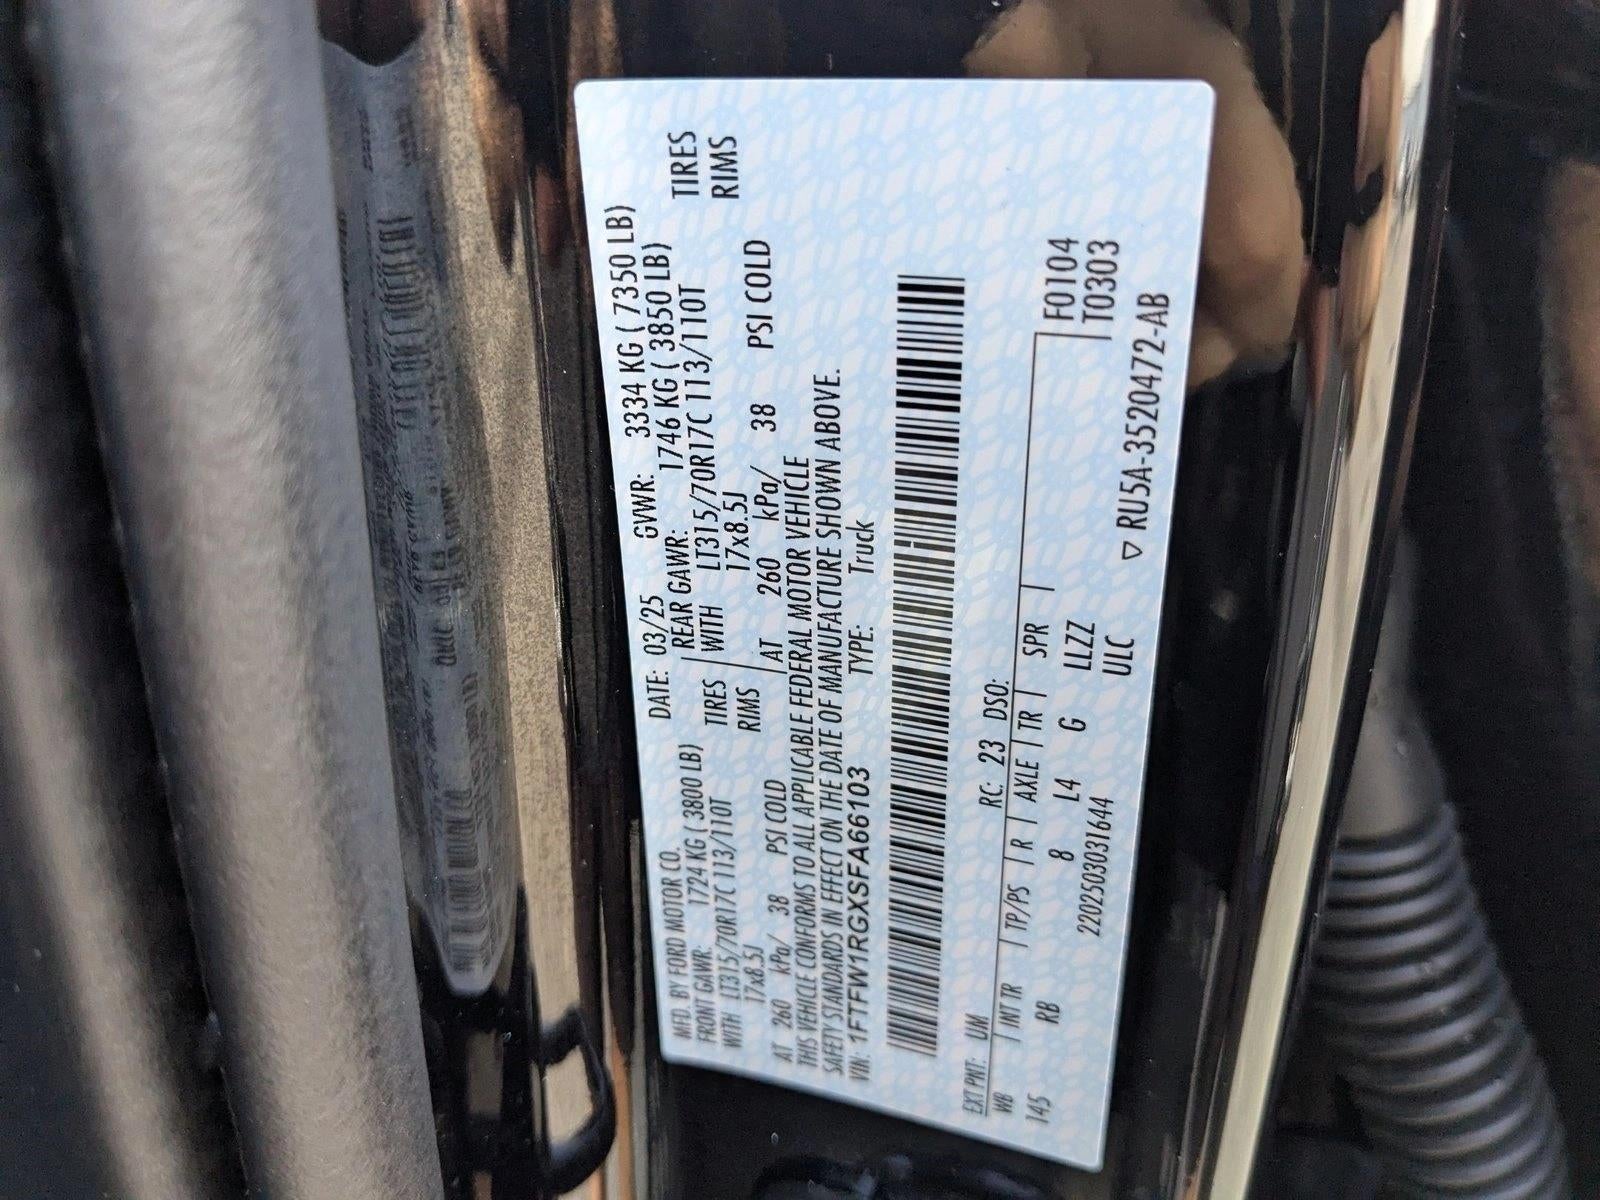 MFD. BY FORD MOTOR CO.
DATE: 03/25 GVWR: 3334 KG ( 7350 LB)
FRONT GAWR: 1724 KG ( 3800 LB) REAR GAWR: 1746 KG ( 3850 LB)
WITH LT315/70R17C 113/110T TIRES WITH LT315/70R17C 113/110T TIRES
17x8.5J RIMS 17x8.5J RIMS
AT 260 kPa/ 38 PSI COLD AT 260 kPa/ 38 PSI COLD
THIS VEHICLE CONFORMS TO ALL APPLICABLE FEDERAL MOTOR VEHICLE
SAFETY STANDARDS IN EFFECT ON THE DATE OF MANUFACTURE SHOWN ABOVE.
VIN: 1FTFW1RGXSFA66103 TYPE: Truck
EXT PNT: UM RC: 23 DSO:
WB INT TR TP/PS R AXLE TR SPR F0104
145 RB 8 L4 G LLZZ T0303
2202503031644 ULC
▽ RU5A-3520472-AB